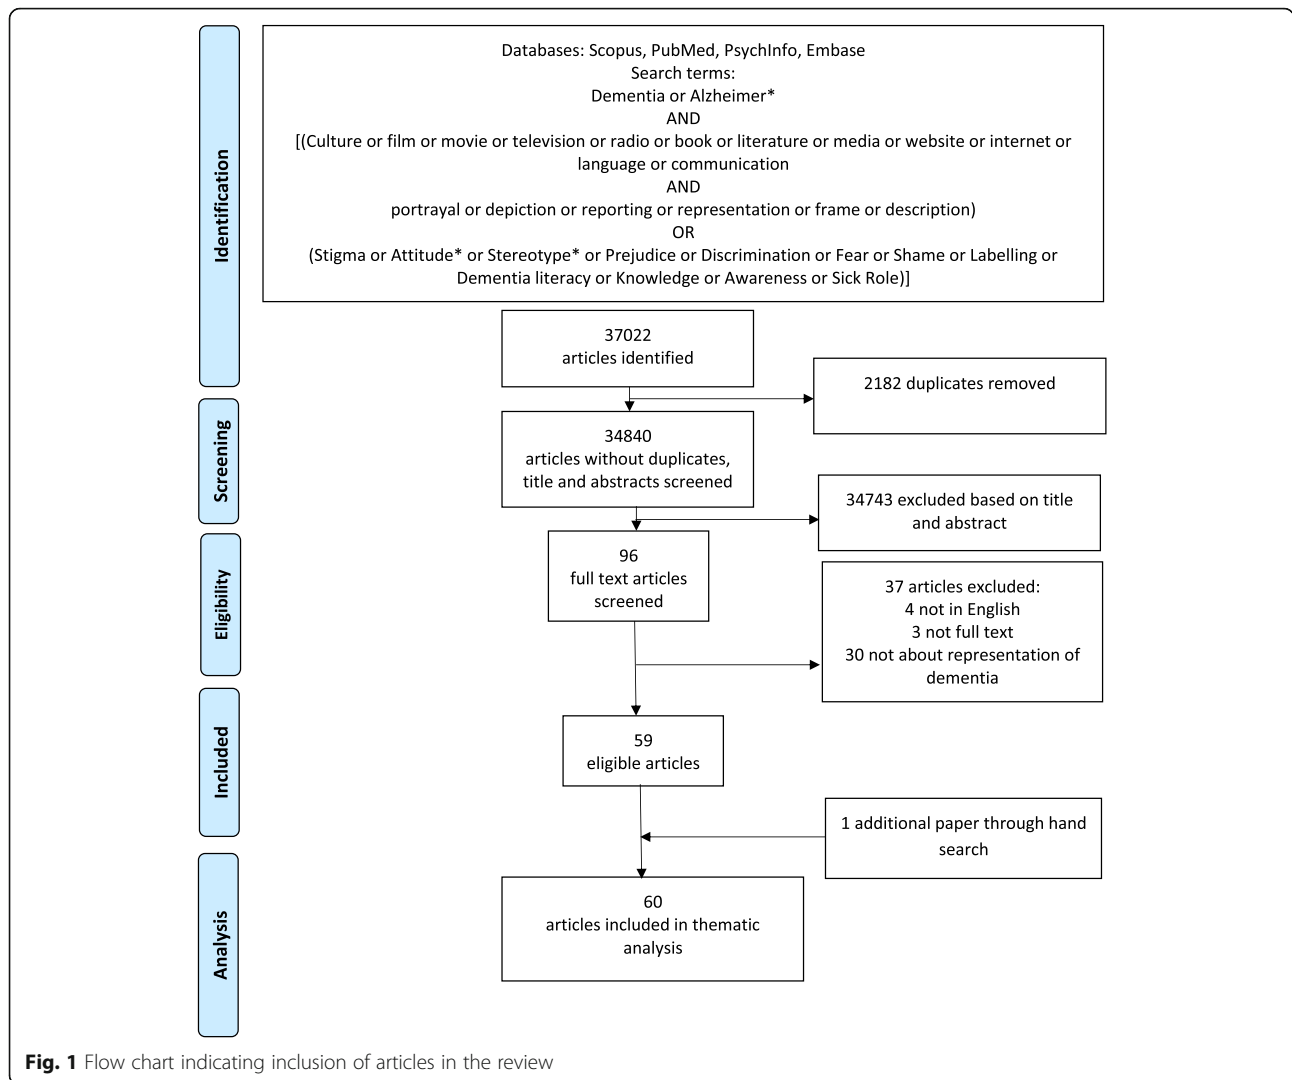 Identification
Databases: Scopus, PubMed, PsychInfo, Embase
Search terms:
Dementia or Alzheimer*
AND
[(Culture or film or movie or television or radio or book or literature or media or website or internet or
language or communication
AND
portrayal or depiction or reporting or representation or frame or description)
OR
(Stigma or Attitude* or Stereotype* or Prejudice or Discrimination or Fear or Shame or Labelling or
Dementia literacy or Knowledge or Awareness or Sick Role)]
37022
articles identified
2182 duplicates removed
Screening
34840
articles without duplicates,
title and abstracts screened
34743 excluded based on title
and abstract
Eligibility
96
full text articles
screened
37 articles excluded:
4 not in English
3 not full text
30 not about representation of
dementia
Included
59
eligible articles
1 additional paper through hand
search
Analysis
60
articles included in thematic
analysis
Fig. 1 Flow chart indicating inclusion of articles in the review